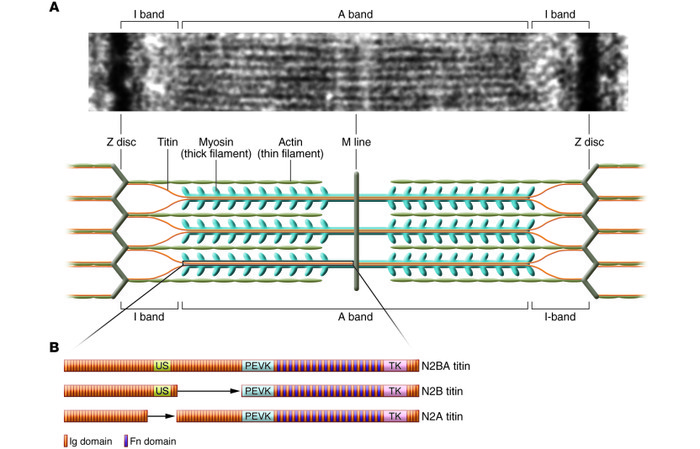 A
I band
A band
I band
Z disc
Titin
Myosin
(thick filament)
Actin
(thin filament)
M line
Z disc
I band
A band
I-band
B
US
PEVK
TK
N2BA titin
US
PEVK
TK
N2B titin
PEVK
TK
N2A titin
Ig domain
Fn domain